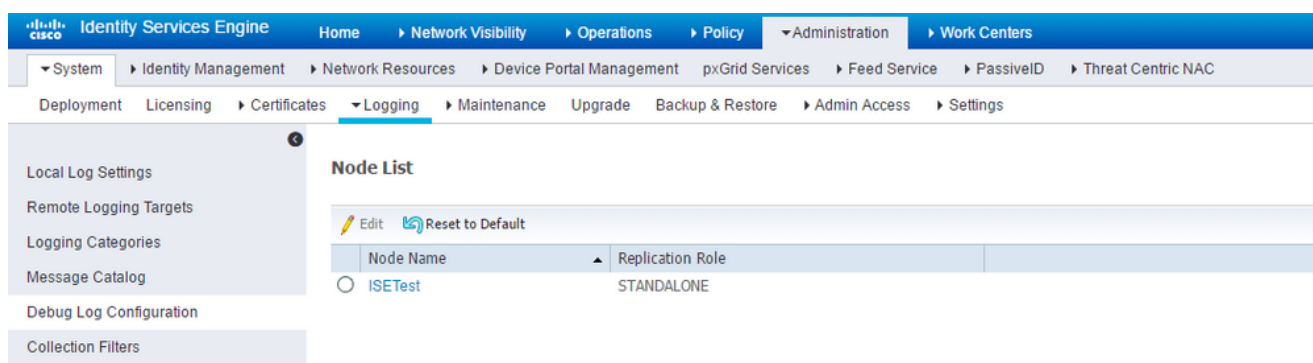 cisco Identity Services Engine Home Network Visibility Operations Policy Administration Work Centers
System Identity Management Network Resources Device Portal Management pxGrid Services Feed Service PassiveID Threat Centric NAC
Deployment Licensing Certificates Logging Maintenance Upgrade Backup & Restore Admin Access Settings
Local Log Settings
Remote Logging Targets
Logging Categories
Message Catalog
Debug Log Configuration
Collection Filters
Node List
Edit Reset to Default
Node Name Replication Role
ISETest STANDALONE